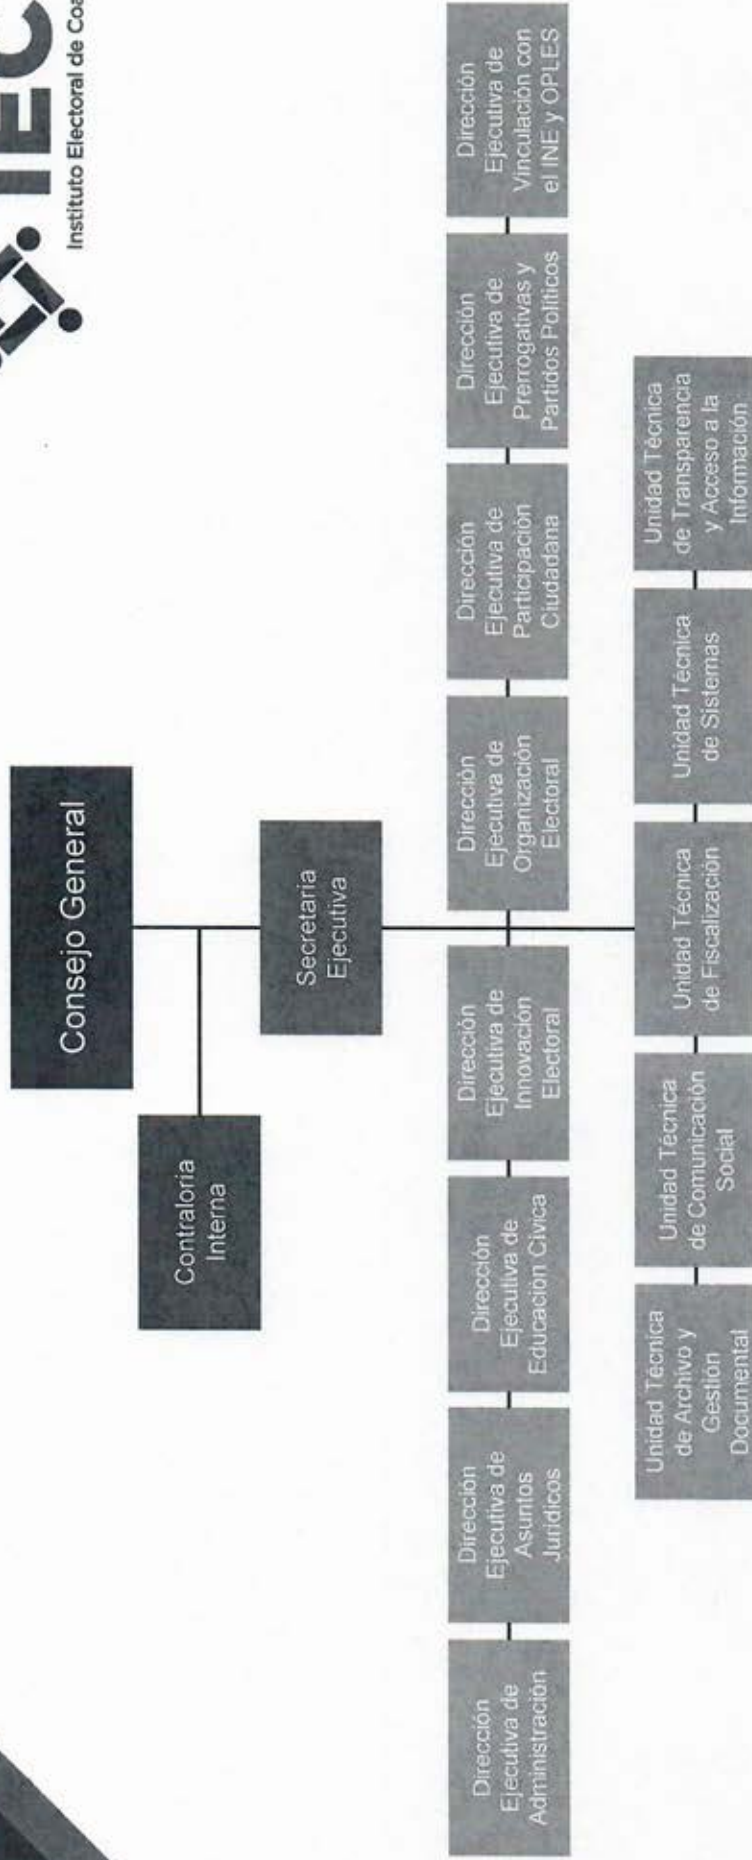 IEC
Instituto Electoral de Coa
Consejo General
Contraloria
Interna
Secretaria
Ejecutiva
Dirección
Ejecutiva de
Administración
Dirección
Ejecutiva de
Asuntos
Jurídicos
Dirección
Ejecutiva de
Educación Cívica
Dirección
Ejecutiva de
Innovación
Electoral
Dirección
Ejecutiva de
Organización
Electoral
Dirección
Ejecutiva de
Participación
Ciudadana
Dirección
Ejecutiva de
Prerrogativas y
Partidos Políticos
Dirección
Ejecutiva de
Vinculación con
el INE y OPLES
Unidad Técnica
de Archivo y
Gestión
Documental
Unidad Técnica
de Comunicación
Social
Unidad Técnica
de Fiscalización
Unidad Técnica
de Sistemas
Unidad Técnica
de Transparencia
y Acceso a la
Información